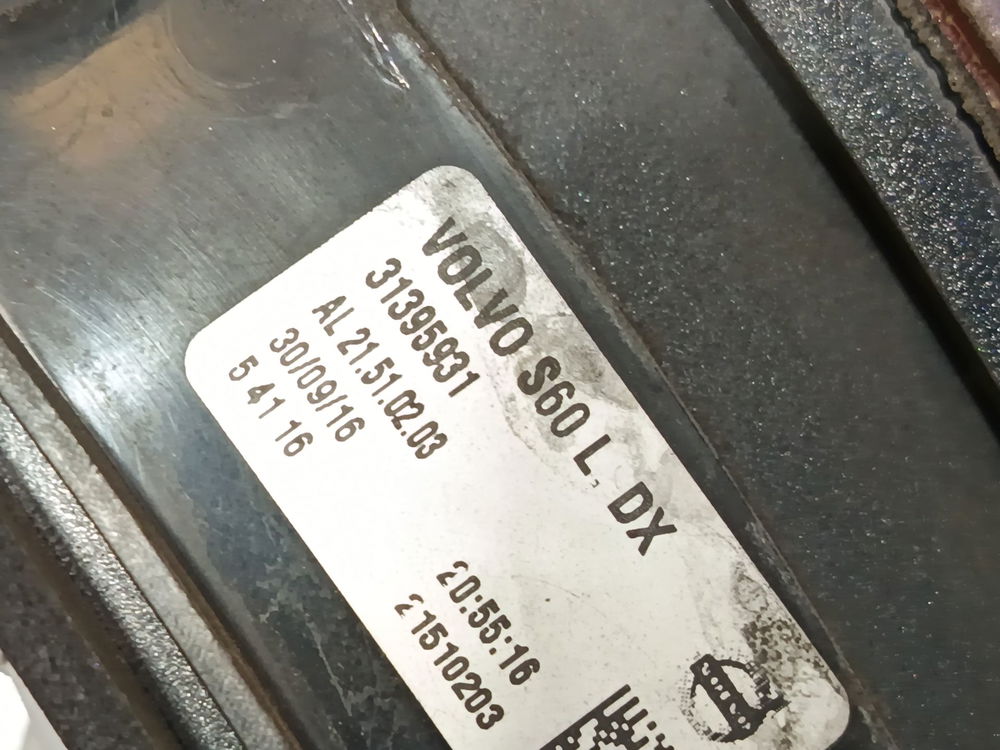 VOLVO S60 L. DX
31395931
AL 21.51.02.03
30/09/16 20:55:16
5 41 16 21510203
VOLVO